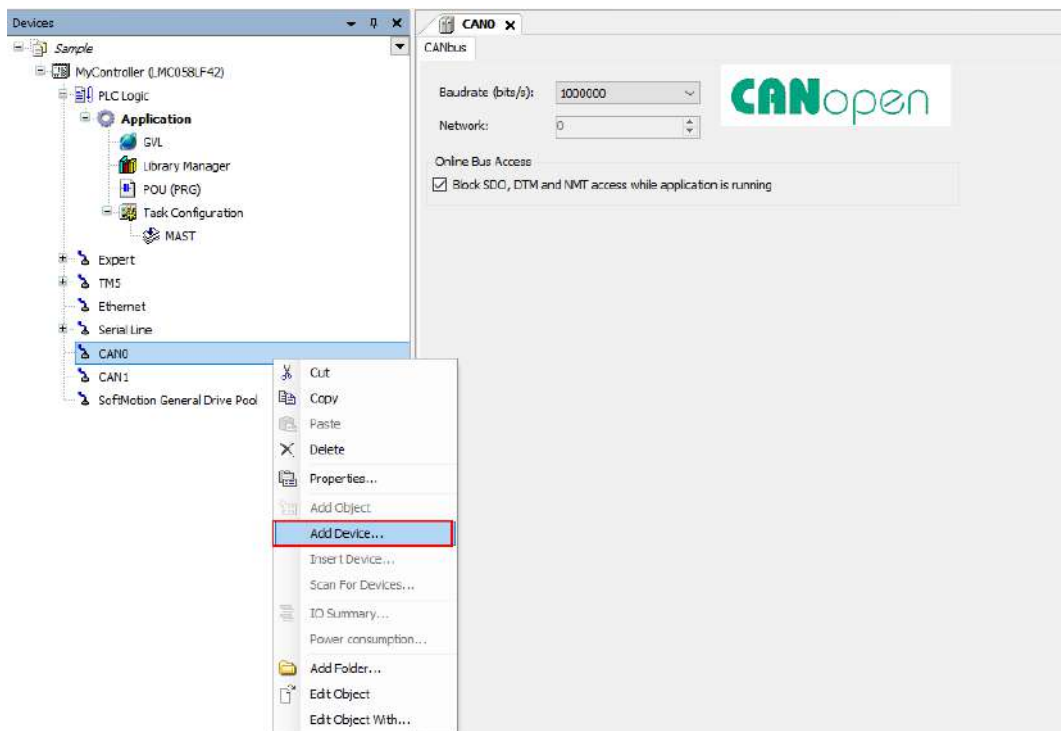 Devices
Sample
MyController (LMC058LF42)
PLC Logic
Application
GVL
Library Manager
POU (PRG)
Task Configuration
MAST
Expert
TM5
Ethernet
Serial Line
CAN0
CAN1
SoftMotion General Drive Pool
Cut
Copy
Paste
Delete
Properties...
Add Object
Add Device...
Insert Device...
Scan For Devices...
IO Summary...
Power consumption...
Add Folder...
Edit Object
Edit Object With...
CAN0
CANbus
Baudrate (bits/s): 1000000
Network: 0
CANopen
Online Bus Access
Block SDO, DTM and NMT access while application is running